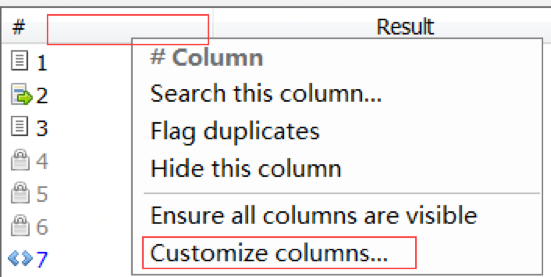 # Result
1
# Column
2
Search this column...
3
Flag duplicates
4
Hide this column
5
6
Ensure all columns are visible
7
Customize columns...